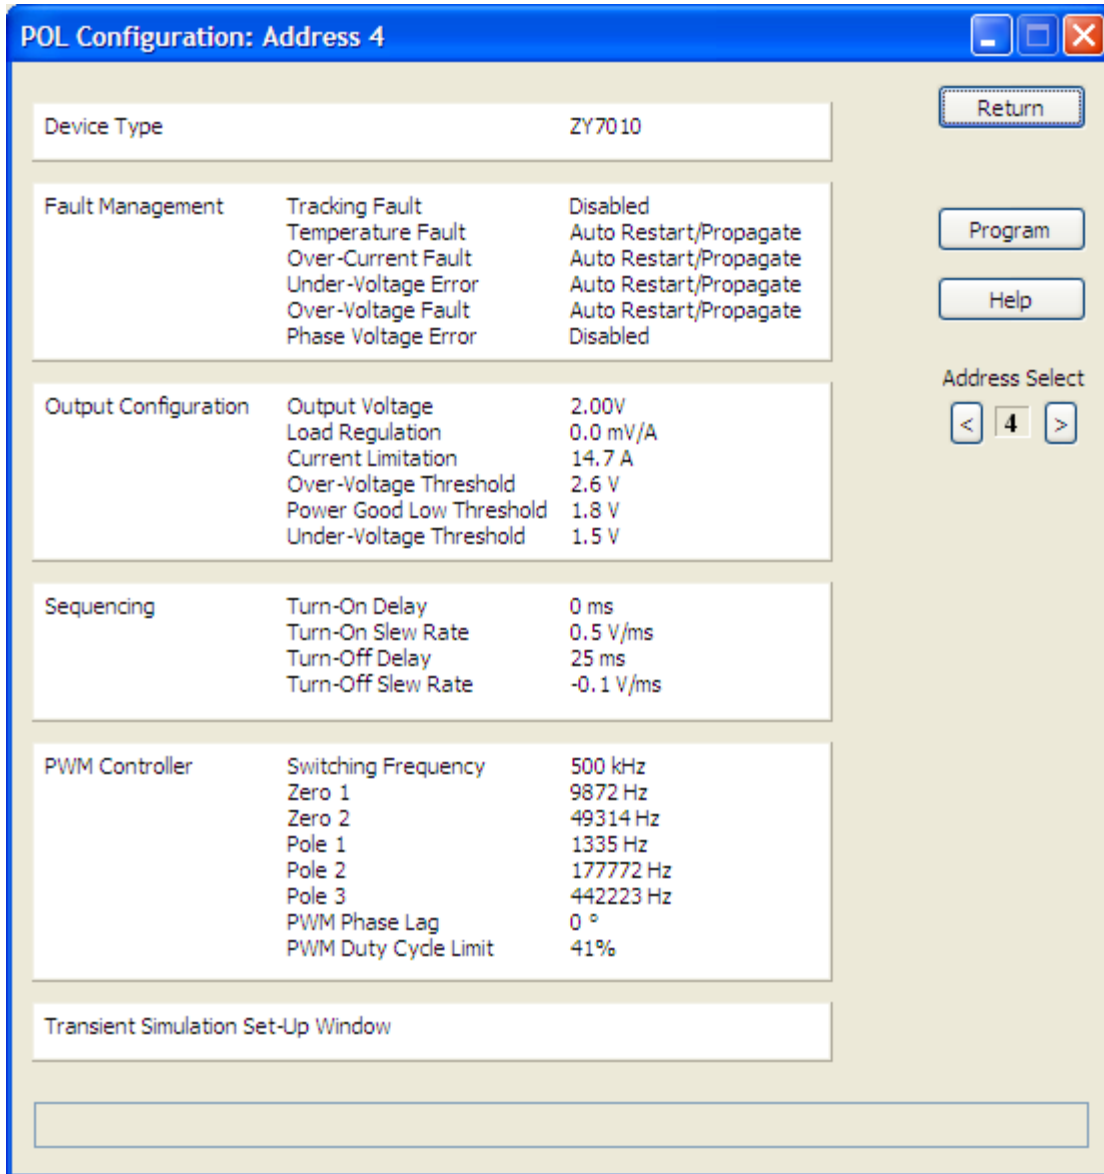 POL Configuration: Address 4
Return
Device Type ZY7010
Fault Management Tracking Fault Disabled
Temperature Fault Auto Restart/Propagate
Over-Current Fault Auto Restart/Propagate
Under-Voltage Error Auto Restart/Propagate
Over-Voltage Fault Auto Restart/Propagate
Phase Voltage Error Disabled
Program
Help
Address Select
< 4 >
Output Configuration Output Voltage 2.00V
Load Regulation 0.0 mV/A
Current Limitation 14.7 A
Over-Voltage Threshold 2.6 V
Power Good Low Threshold 1.8 V
Under-Voltage Threshold 1.5 V
Sequencing Turn-On Delay 0 ms
Turn-On Slew Rate 0.5 V/ms
Turn-Off Delay 25 ms
Turn-Off Slew Rate -0.1 V/ms
PWM Controller Switching Frequency 500 kHz
Zero 1 9872 Hz
Zero 2 49314 Hz
Pole 1 1335 Hz
Pole 2 177772 Hz
Pole 3 442223 Hz
PWM Phase Lag 0 °
PWM Duty Cycle Limit 41%
Transient Simulation Set-Up Window